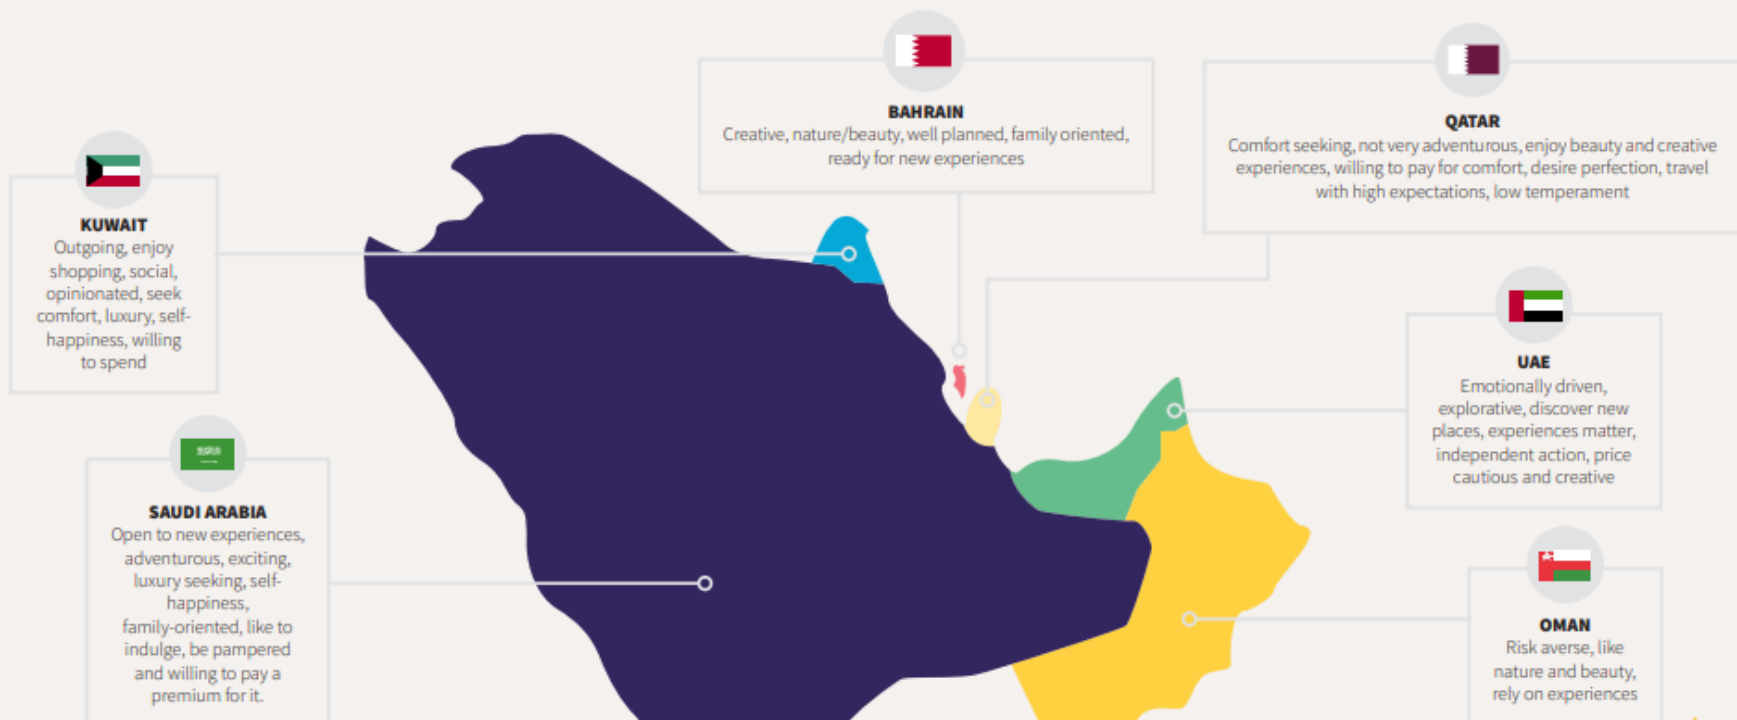 BAHRAIN
Creative, nature/beauty, well planned, family oriented,
ready for new experiences
QATAR
Comfort seeking, not very adventurous, enjoy beauty and creative
experiences, willing to pay for comfort, desire perfection, travel
with high expectations, low temperament
KUWAIT
Outgoing, enjoy
shopping, social,
opinionated, seek
comfort, luxury, self-
happiness, willing
to spend
UAE
Emotionally driven,
explorative, discover new
places, experiences matter,
independent action, price
cautious and creative
SAUDI ARABIA
Open to new experiences,
adventurous, exciting,
luxury seeking, self-
happiness,
family-oriented, like to
indulge, be pampered
and willing to pay a
premium for it.
OMAN
Risk averse, like
nature and beauty,
rely on experiences